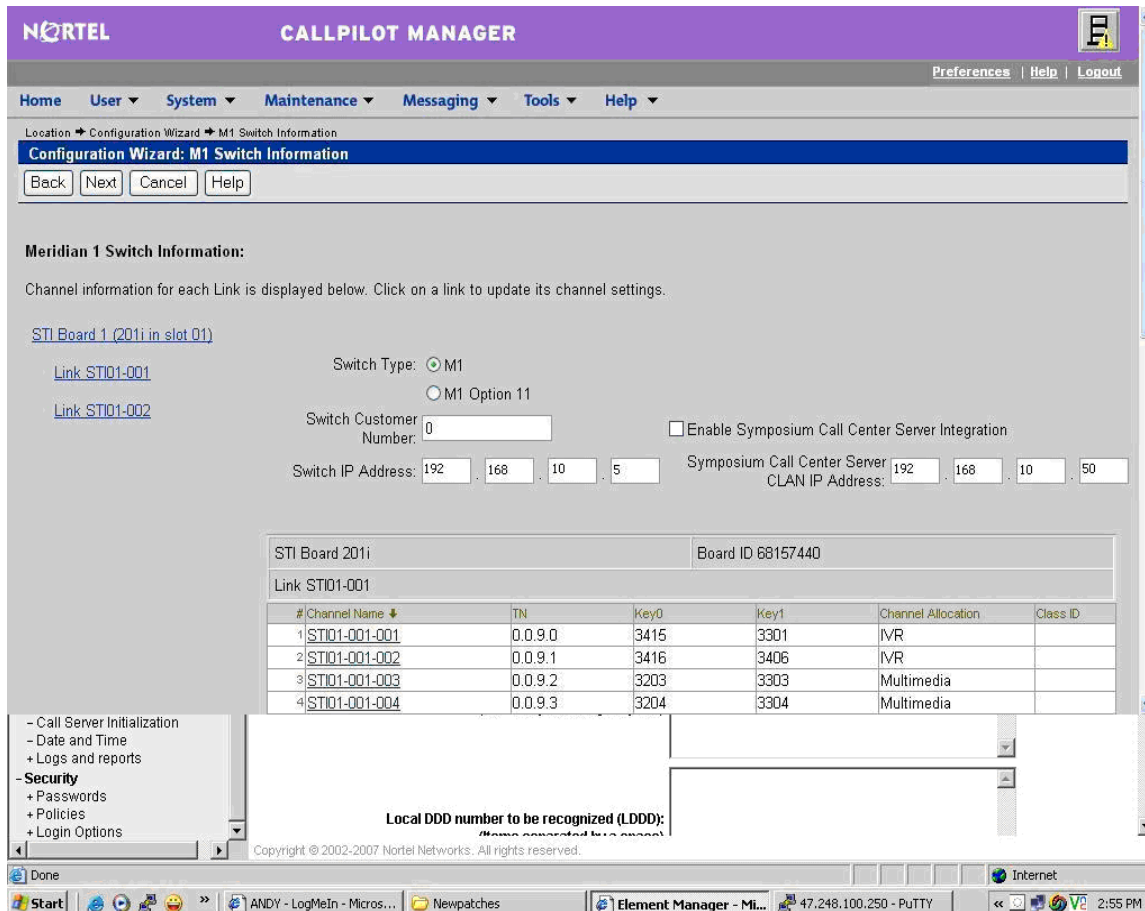 NORTEL CALLPILOT MANAGER
Preferences | Help | Logout
Home User System Maintenance Messaging Tools Help
Location Configuration Wizard M1 Switch Information
Configuration Wizard: M1 Switch Information
Back Next Cancel Help
Meridian 1 Switch Information:
Channel information for each Link is displayed below. Click on a link to update its channel settings.
STI Board 1 (201i in slot 01)
Link STI01-001
Link STI01-002
Switch Type: M1
M1 Option 11
Switch Customer Number: 0
Enable Symposium Call Center Server Integration
Switch IP Address: 192 . 168 . 10 . 5
Symposium Call Center Server CLAN IP Address: 192 . 168 . 10 . 50
STI Board 201i Board ID 68157440
Link STI01-001
# Channel Name TN Key0 Key1 Channel Allocation Class ID
1 STI01-001-001 0.0.9.0 3415 3301 IVR
2 STI01-001-002 0.0.9.1 3416 3406 IVR
3 STI01-001-003 0.0.9.2 3203 3303 Multimedia
4 STI01-001-004 0.0.9.3 3204 3304 Multimedia
- Call Server Initialization
- Date and Time
+ Logs and reports
- Security
+ Passwords
+ Policies
+ Login Options
Local DDD number to be recognized (LDDD):
Copyright © 2002-2007 Nortel Networks. All rights reserved.
Done Internet
Start » ANDY - LogMeIn - Micros... Newpatches Element Manager - Mi... 47.248.100.250 - PuTTY « 2:55 PM